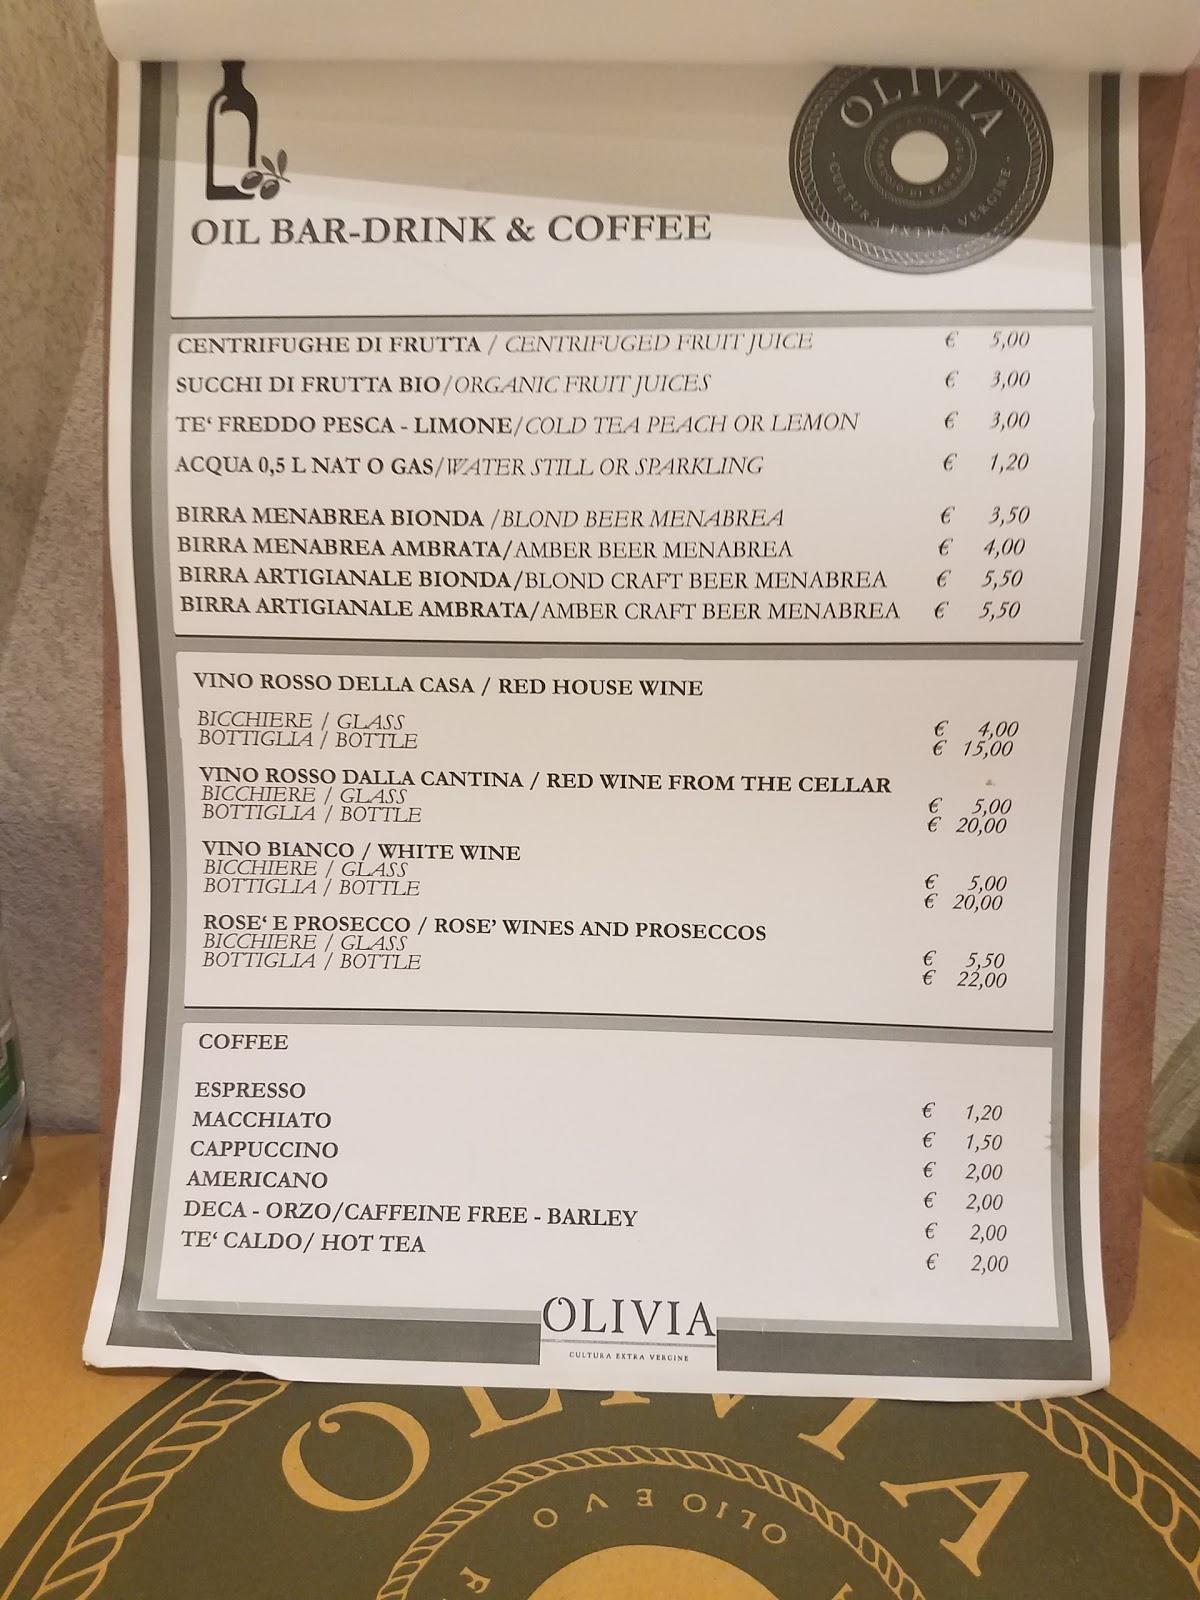 OLIVIA
· CULTURA EXTRA VERGINE ·
OIL BAR-DRINK & COFFEE
CENTRIFUGHE DI FRUTTA / CENTRIFUGED FRUIT JUICE € 5,00
SUCCHI DI FRUTTA BIO/ORGANIC FRUIT JUICES € 3,00
TE‘ FREDDO PESCA - LIMONE/COLD TEA PEACH OR LEMON € 3,00
ACQUA 0,5 L NAT O GAS/WATER STILL OR SPARKLING € 1,20
BIRRA MENABREA BIONDA /BLOND BEER MENABREA € 3,50
BIRRA MENABREA AMBRATA/AMBER BEER MENABREA € 4,00
BIRRA ARTIGIANALE BIONDA/BLOND CRAFT BEER MENABREA € 5,50
BIRRA ARTIGIANALE AMBRATA/AMBER CRAFT BEER MENABREA € 5,50
VINO ROSSO DELLA CASA / RED HOUSE WINE
BICCHIERE / GLASS € 4,00
BOTTIGLIA / BOTTLE € 15,00
VINO ROSSO DALLA CANTINA / RED WINE FROM THE CELLAR
BICCHIERE / GLASS € 5,00
BOTTIGLIA / BOTTLE € 20,00
VINO BIANCO / WHITE WINE
BICCHIERE / GLASS € 5,00
BOTTIGLIA / BOTTLE € 20,00
ROSE‘ E PROSECCO / ROSE’ WINES AND PROSECCOS
BICCHIERE / GLASS € 5,50
BOTTIGLIA / BOTTLE € 22,00
COFFEE
ESPRESSO € 1,20
MACCHIATO € 1,50
CAPPUCCINO € 2,00
AMERICANO € 2,00
DECA - ORZO/CAFFEINE FREE - BARLEY € 2,00
TE‘ CALDO/ HOT TEA € 2,00
OLIVIA
CULTURA EXTRA VERGINE
OLIVIA
OLIO EVO